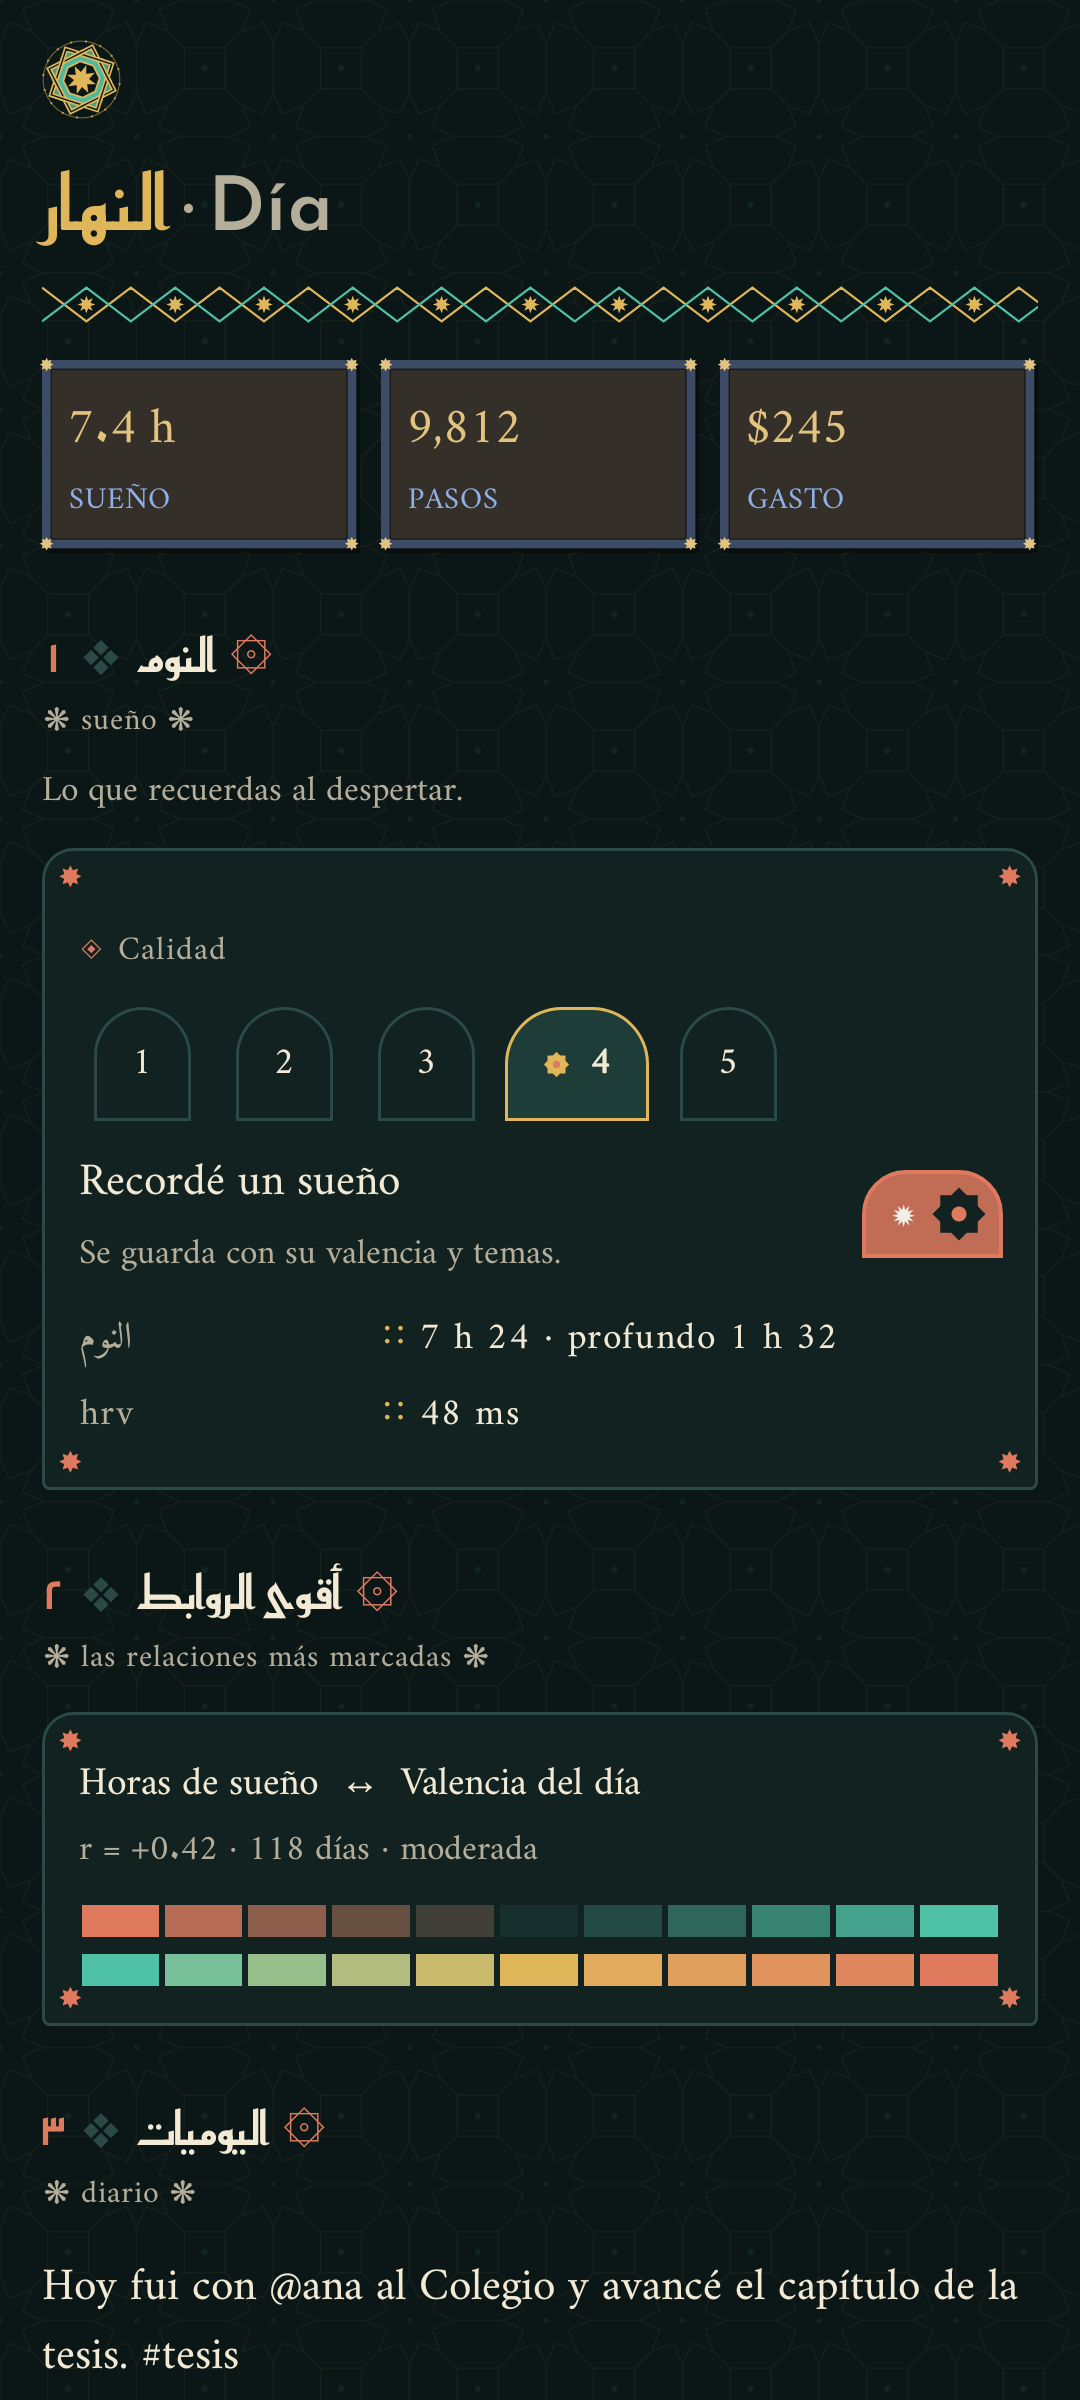 النهار · Día
7.4 h
SUEÑO
9,812
PASOS
$245
GASTO
١ ❖ النوم
❋ sueño ❋
Lo que recuerdas al despertar.
Calidad
1 2 3 4 5
Recordé un sueño
Se guarda con su valencia y temas.
النوم ∷ 7 h 24 · profundo 1 h 32
hrv ∷ 48 ms
٢ ❖ أقوى الروابط
❋ las relaciones más marcadas ❋
Horas de sueño ↔ Valencia del día
r = +0.42 · 118 días · moderada
٣ ❖ اليوميات
❋ diario ❋
Hoy fui con @ana al Colegio y avancé el capítulo de la
tesis. #tesis